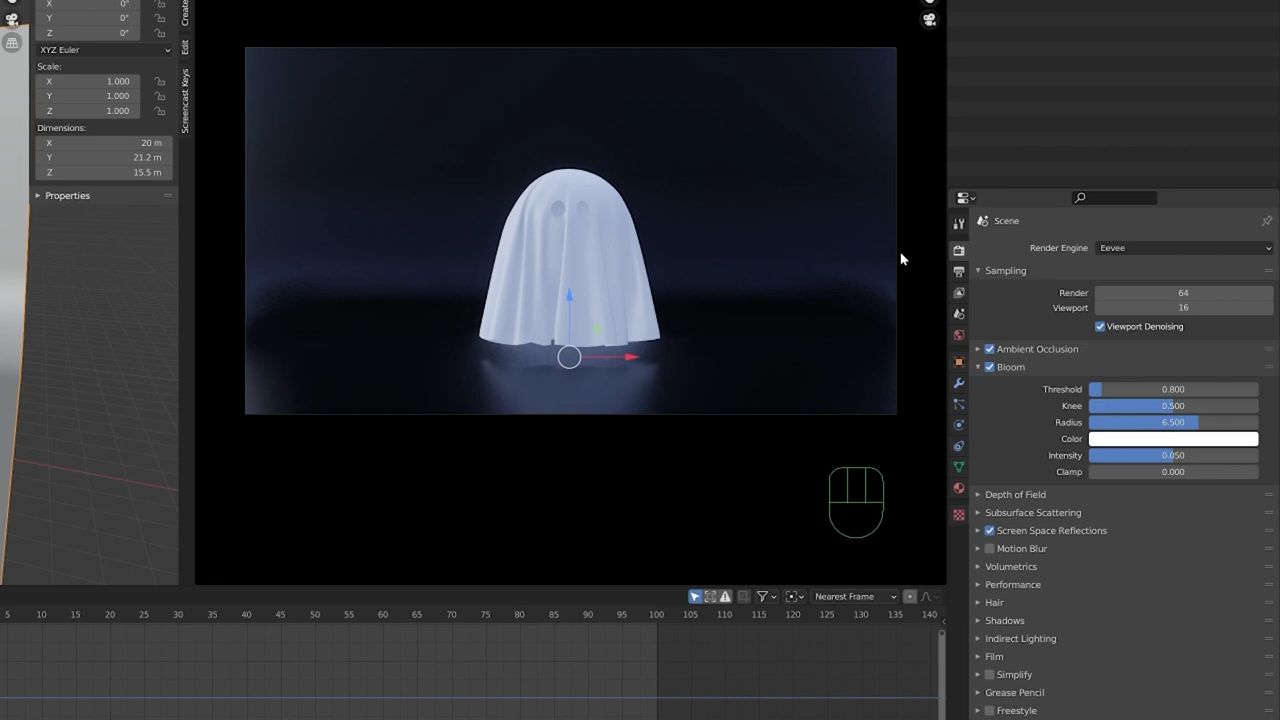 X 0°
Y 0°
Z 0°
XYZ Euler
Scale:
X 1.000
Y 1.000
Z 1.000
Dimensions:
X 20 m
Y 21.2 m
Z 15.5 m
Properties
Create
Edit
Screencast Keys
Scene
Render Engine Eevee
Sampling
Render 64
Viewport 16
Viewport Denoising
Ambient Occlusion
Bloom
Threshold 0.800
Knee 0.500
Radius 6.500
Color
Intensity 0.050
Clamp 0.000
Depth of Field
Subsurface Scattering
Screen Space Reflections
Motion Blur
Volumetrics
Performance
Hair
Shadows
Indirect Lighting
Film
Simplify
Grease Pencil
Freestyle
Nearest Frame
5 10 15 20 25 30 35 40 45 50 55 60 65 70 75 80 85 90 95 100 105 110 115 120 125 130 135 140